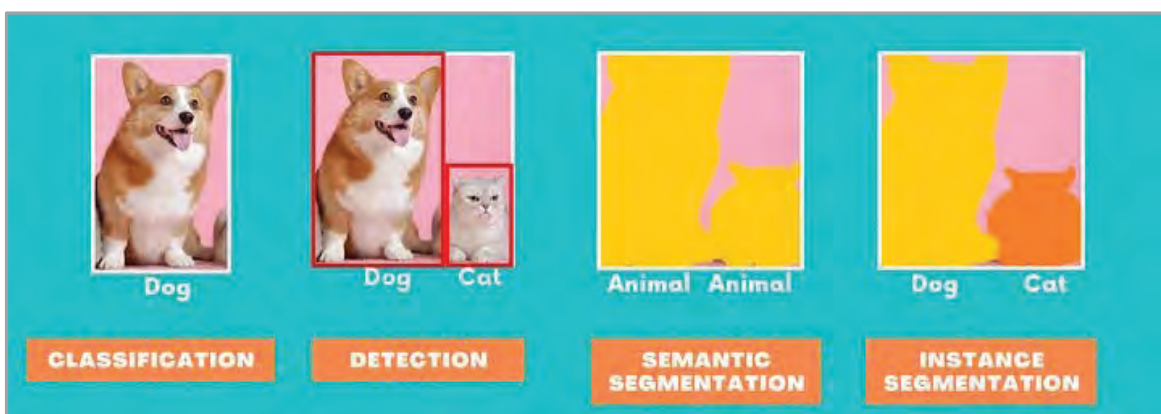 Dog
Dog Cat
Animal Animal
Dog Cat
CLASSIFICATION
DETECTION
SEMANTIC
SEGMENTATION
INSTANCE
SEGMENTATION